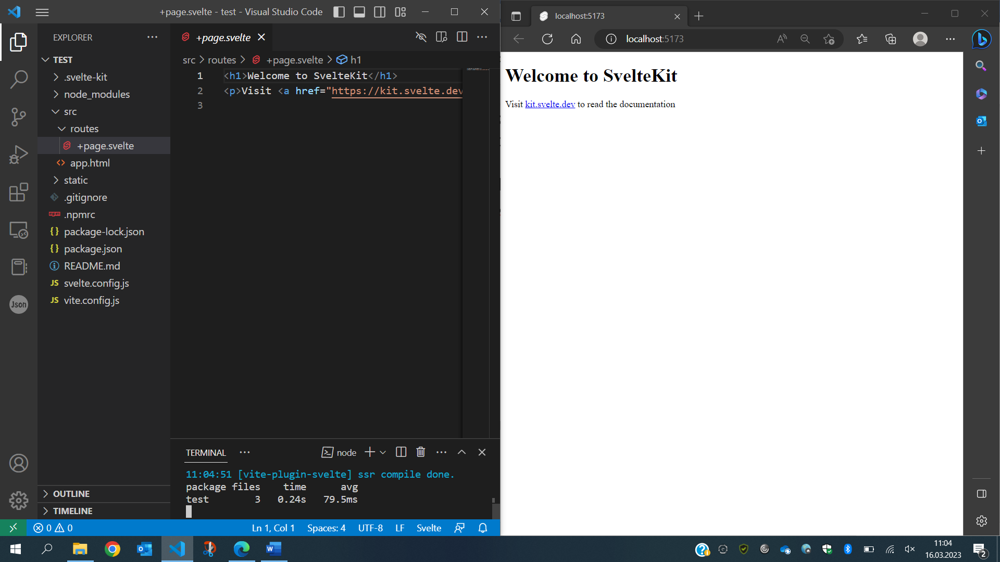 +page.svelte - test - Visual Studio Code
EXPLORER
TEST
.svelte-kit
node_modules
src
routes
+page.svelte
app.html
static
.gitignore
.npmrc
package-lock.json
package.json
README.md
svelte.config.js
vite.config.js
Json
OUTLINE
TIMELINE
+page.svelte
src > routes > +page.svelte > h1
1 <h1>Welcome to SvelteKit</h1>
2 <p>Visit <a href="https://kit.svelte.dev
3
TERMINAL
node
11:04:51 [vite-plugin-svelte] ssr compile done.
package files time avg
test 3 0.24s 79.5ms
0 0
Ln 1, Col 1 Spaces: 4 UTF-8 LF Svelte
localhost:5173
localhost:5173
Welcome to SvelteKit
Visit kit.svelte.dev to read the documentation
11:04
16.03.2023
2